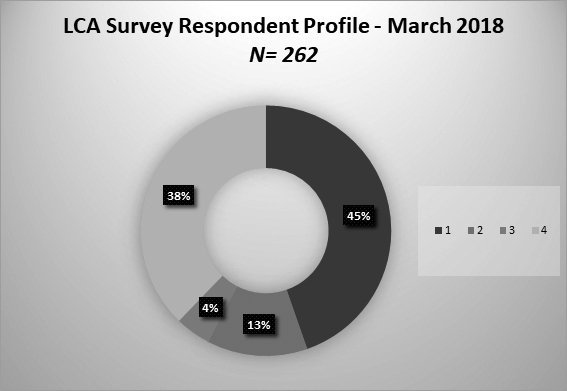 LCA Survey Respondent Profile - March 2018
N= 262
38%
45%
1 2 3 4
4%
13%